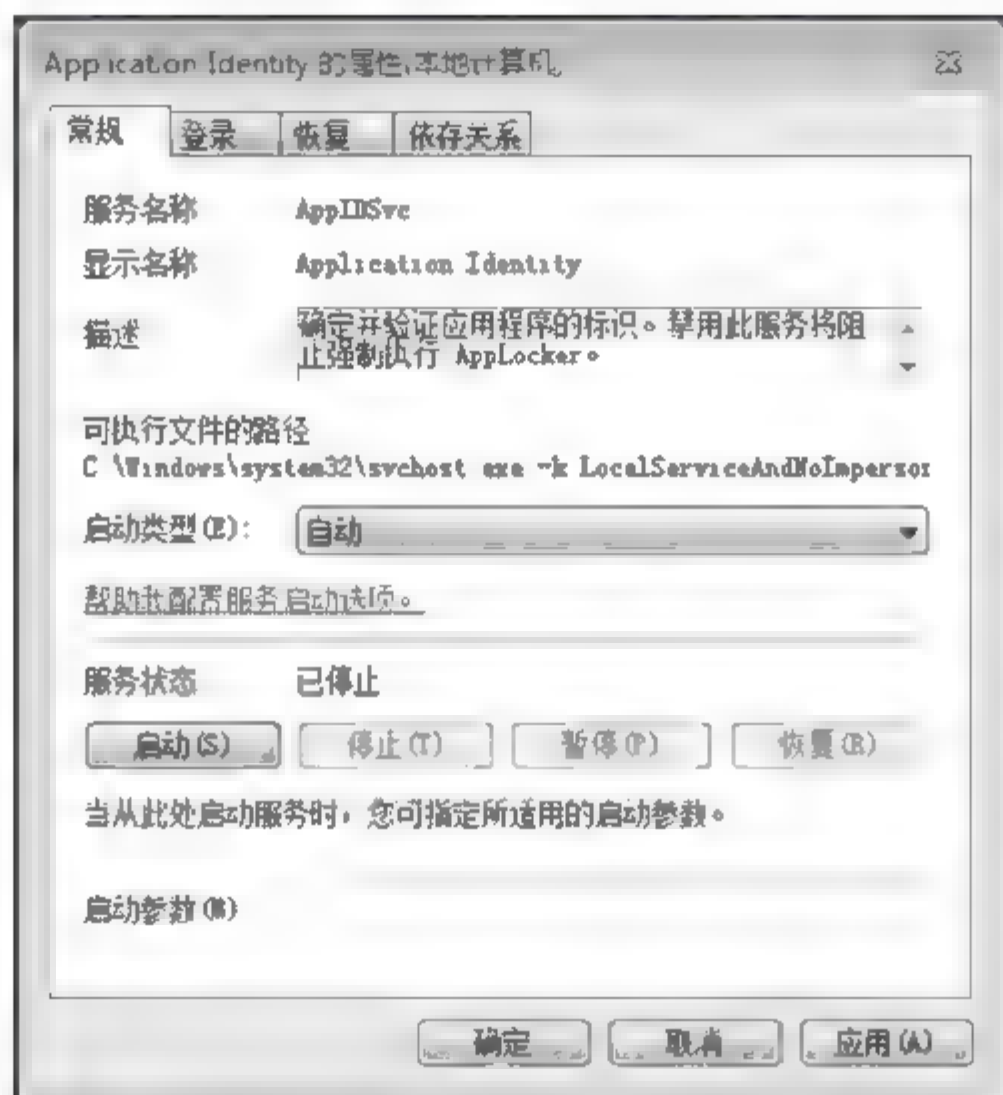 Application Identity 的属性(本地计算机)
常规 登录 恢复 依存关系
服务名称 AppIDSvc
显示名称 Application Identity
描述 确定并验证应用程序的标识。禁用此服务将阻
止强制执行 AppLocker。
可执行文件的路径
C:\Windows\system32\svchost.exe -k LocalServiceAndNoImperson
启动类型(E): 自动
帮助我配置服务启动选项。
服务状态 已停止
启动(S) 停止(T) 暂停(P) 恢复(R)
当从此处启动服务时，您可指定所适用的启动参数。
启动参数(M)
确定 取消 应用(A)